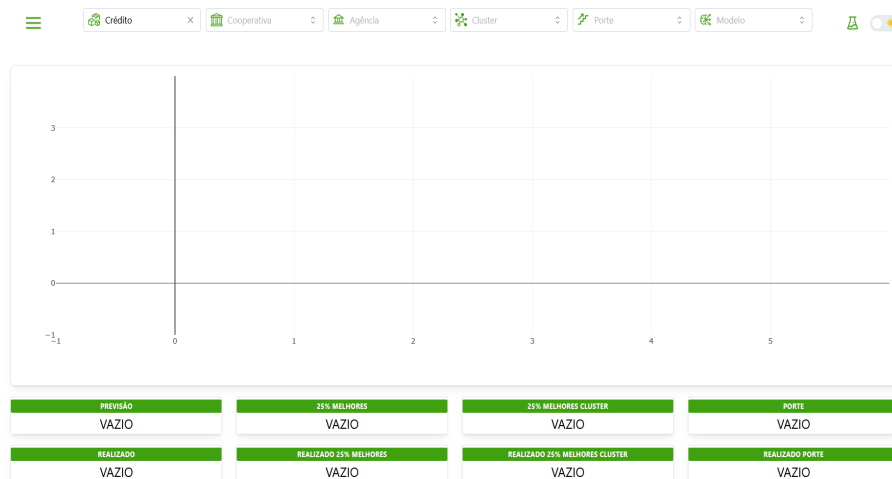 Crédito Cooperativa Agência Cluster Porte Modelo
3
2
1
0
−1
−1 0 1 2 3 4 5
PREVISÃO 25% MELHORES 25% MELHORES CLUSTER PORTE
VAZIO VAZIO VAZIO VAZIO
REALIZADO REALIZADO 25% MELHORES REALIZADO 25% MELHORES CLUSTER REALIZADO PORTE
VAZIO VAZIO VAZIO VAZIO